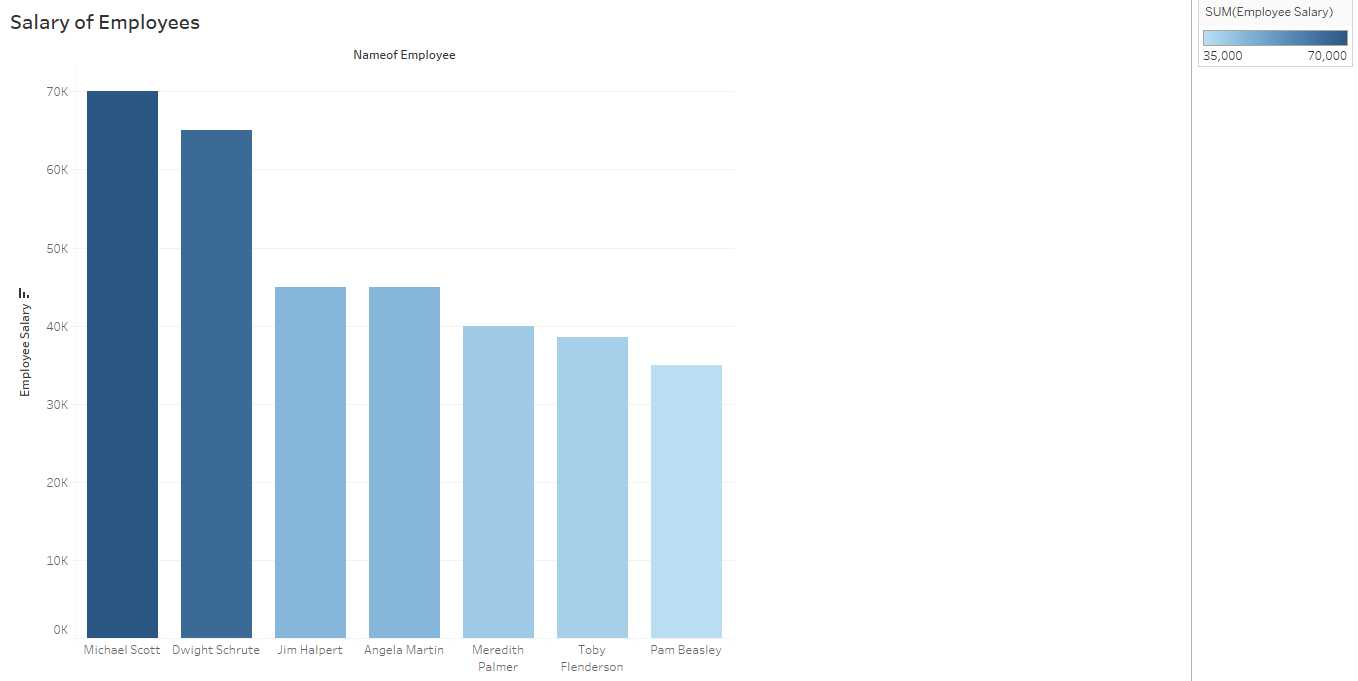 Salary of Employees
SUM(Employee Salary)
35,000 70,000
Nameof Employee
Employee Salary
70K
60K
50K
40K
30K
20K
10K
0K
Michael Scott
Dwight Schrute
Jim Halpert
Angela Martin
Meredith
Palmer
Toby
Flenderson
Pam Beasley